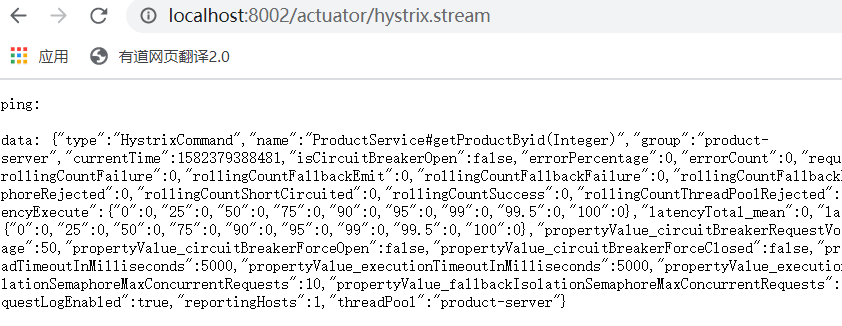 localhost:8002/actuator/hystrix.stream
应用 有道网页翻译2.0
ping:
data: {"type":"HystrixCommand","name":"ProductService#getProductByid(Integer)","group":"product-
server","currentTime":1582379388481,"isCircuitBreakerOpen":false,"errorPercentage":0,"errorCount":0,"requ
rollingCountFailure":0,"rollingCountFallbackEmit":0,"rollingCountFallbackFailure":0,"rollingCountFallback
phoreRejected":0,"rollingCountShortCircuited":0,"rollingCountSuccess":0,"rollingCountThreadPoolRejected":
encyExecute":{"0":0,"25":0,"50":0,"75":0,"90":0,"95":0,"99":0,"99.5":0,"100":0},"latencyTotal_mean":0,"la
{"0":0,"25":0,"50":0,"75":0,"90":0,"95":0,"99":0,"99.5":0,"100":0},"propertyValue_circuitBreakerRequestVo
age":50,"propertyValue_circuitBreakerForceOpen":false,"propertyValue_circuitBreakerForceClosed":false,"pr
adTimeoutInMilliseconds":5000,"propertyValue_executionTimeoutInMilliseconds":5000,"propertyValue_execution
lationSemaphoreMaxConcurrentRequests":10,"propertyValue_fallbackIsolationSemaphoreMaxConcurrentRequests":
questLogEnabled":true,"reportingHosts":1,"threadPool":"product-server"}